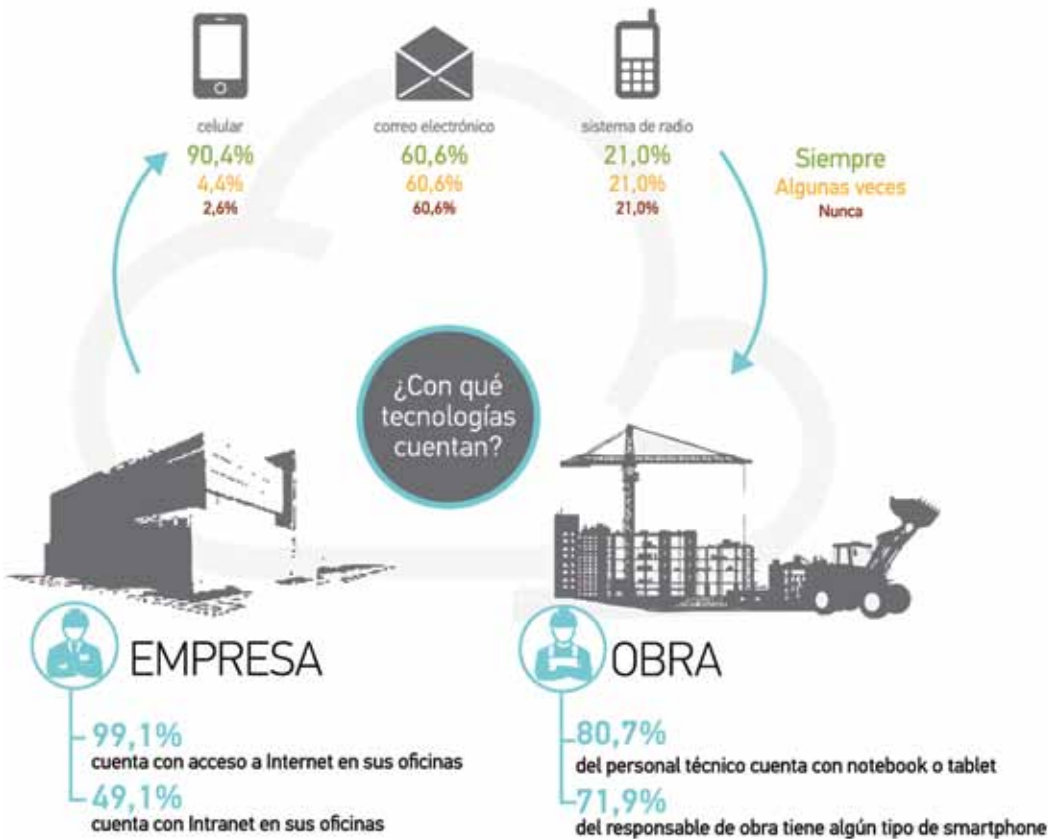 celular
90,4%
4,4%
2,6%
correo electrónico
60,6%
60,6%
60,6%
sistema de radio
21,0%
21,0%
21,0%
Siempre
Algunas veces
Nunca
¿Con qué
tecnologías
cuentan?
EMPRESA
99,1%
cuenta con acceso a Internet en sus oficinas
49,1%
cuenta con Intranet en sus oficinas
OBRA
80,7%
del personal técnico cuenta con notebook o tablet
71,9%
del responsable de obra tiene algún tipo de smartphone